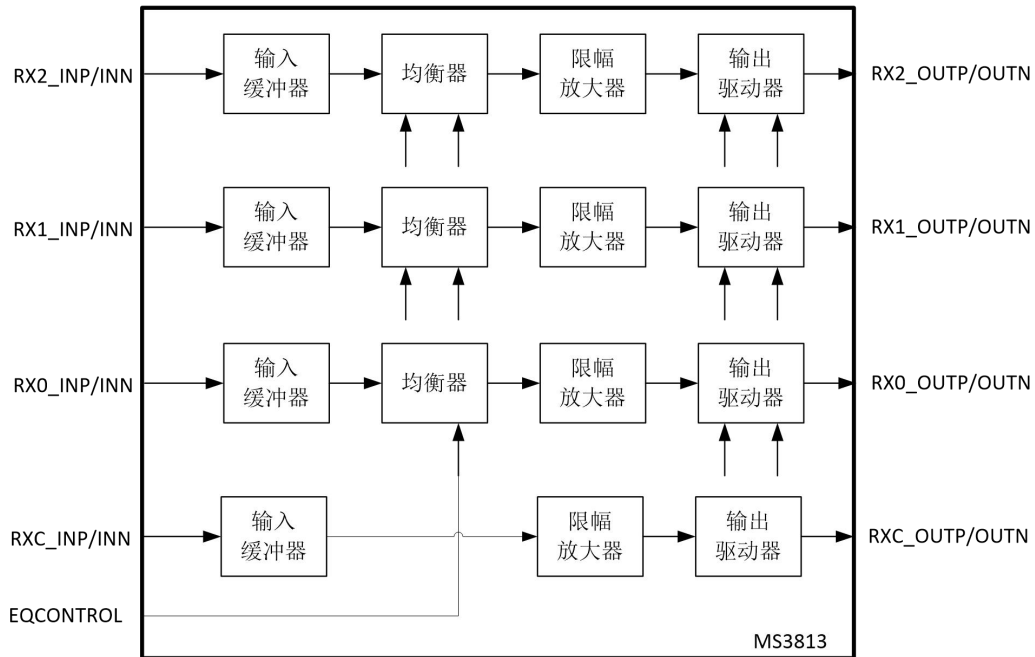 RX2_INP/INN
输入
缓冲器
均衡器
限幅
放大器
输出
驱动器
RX2_OUTP/OUTN
RX1_INP/INN
输入
缓冲器
均衡器
限幅
放大器
输出
驱动器
RX1_OUTP/OUTN
RX0_INP/INN
输入
缓冲器
均衡器
限幅
放大器
输出
驱动器
RX0_OUTP/OUTN
RXC_INP/INN
输入
缓冲器
限幅
放大器
输出
驱动器
RXC_OUTP/OUTN
EQCONTROL
MS3813